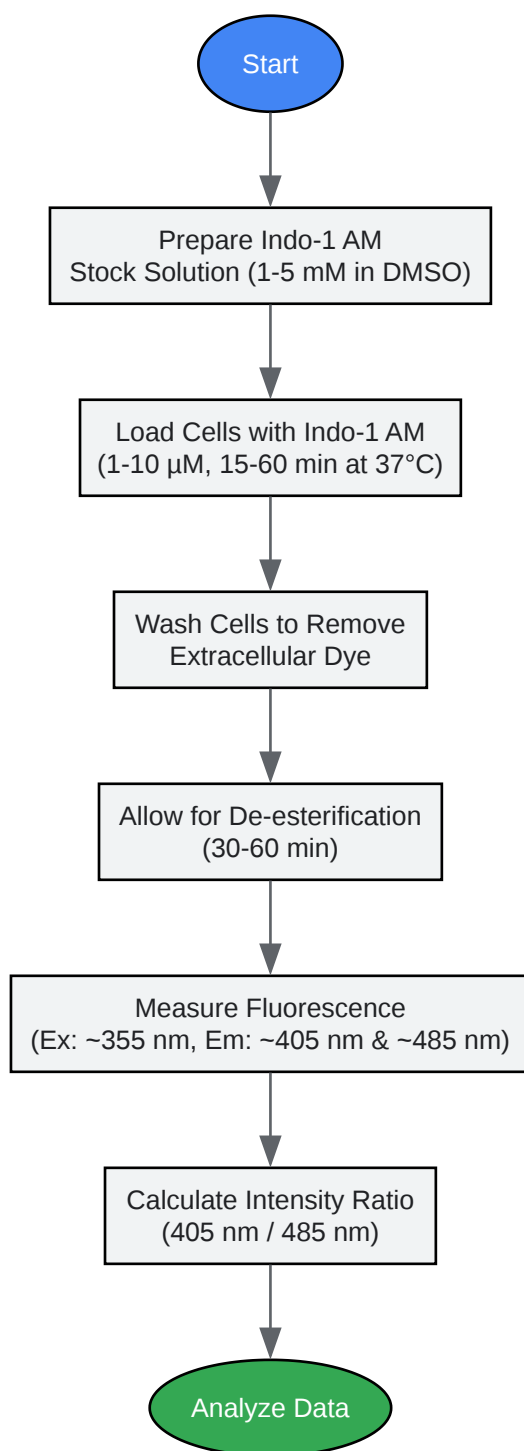 Start
Prepare Indo-1 AM
Stock Solution (1-5 mM in DMSO)
Load Cells with Indo-1 AM
(1-10 µM, 15-60 min at 37°C)
Wash Cells to Remove
Extracellular Dye
Allow for De-esterification
(30-60 min)
Measure Fluorescence
(Ex: ~355 nm, Em: ~405 nm & ~485 nm)
Calculate Intensity Ratio
(405 nm / 485 nm)
Analyze Data